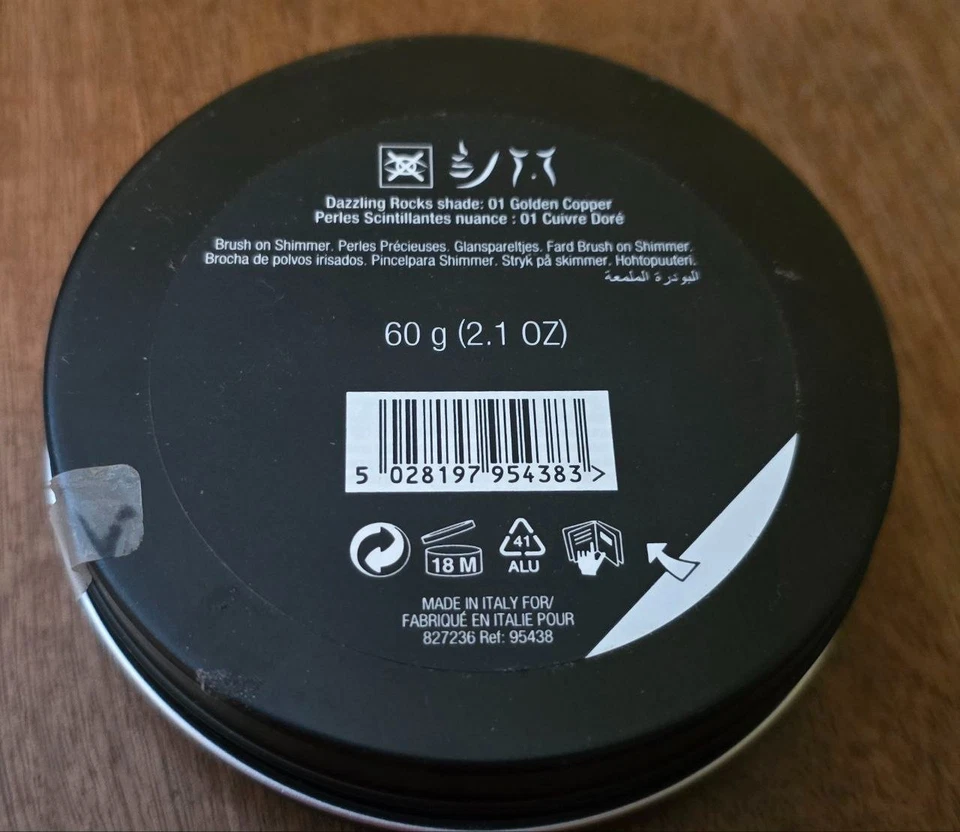 Dazzling Rocks shade: 01 Golden Copper
Perles Scintillantes nuance : 01 Cuivre Doré
Brush on Shimmer. Perles Précieuses. Glanspareltjes. Fard Brush on Shimmer.
Brocha de polvos irisados. Pincelpara Shimmer. Stryk på skimmer. Hohtopuuteri.
البودرة الملمعة
60 g (2.1 OZ)
5 028197 954383 >
18 M
41
ALU
MADE IN ITALY FOR/
FABRIQUÉ EN ITALIE POUR
827236 Ref: 95438